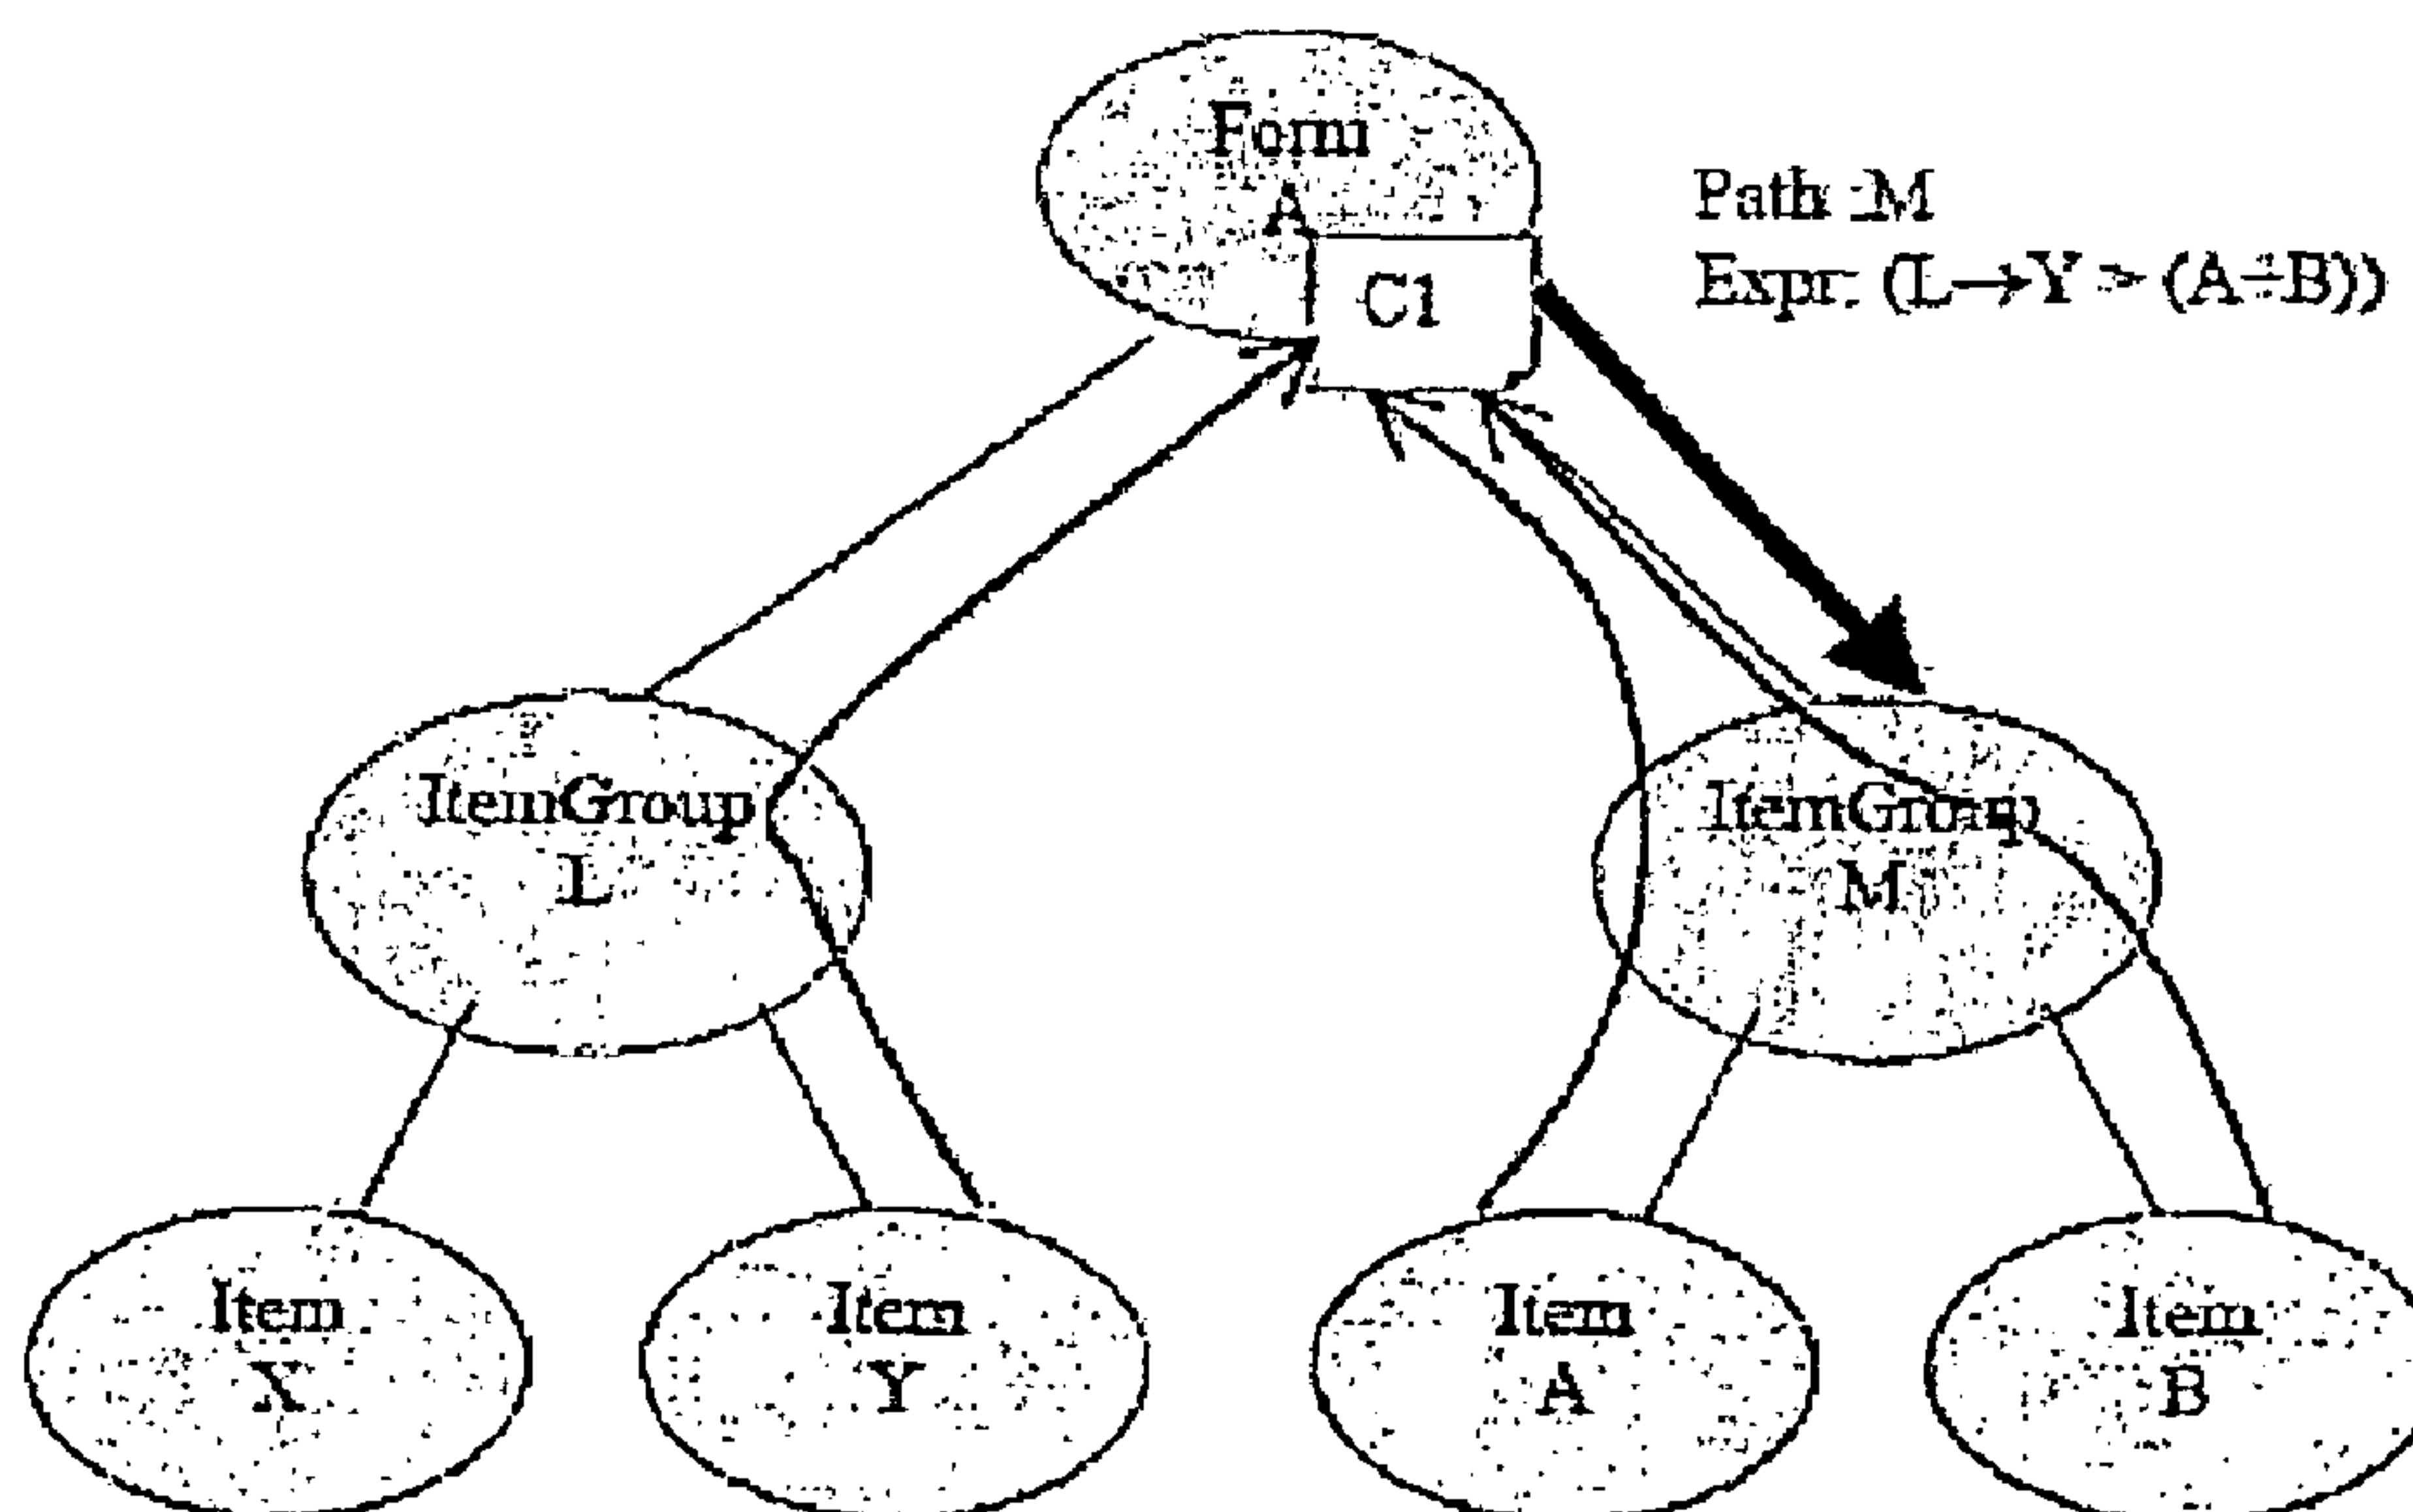 Form
A
C1
Path :M
Expr: (L→Y > (A+B))
ItemGroup
L
ItemGroup
M
Item
X
Item
Y
Item
A
Item
B